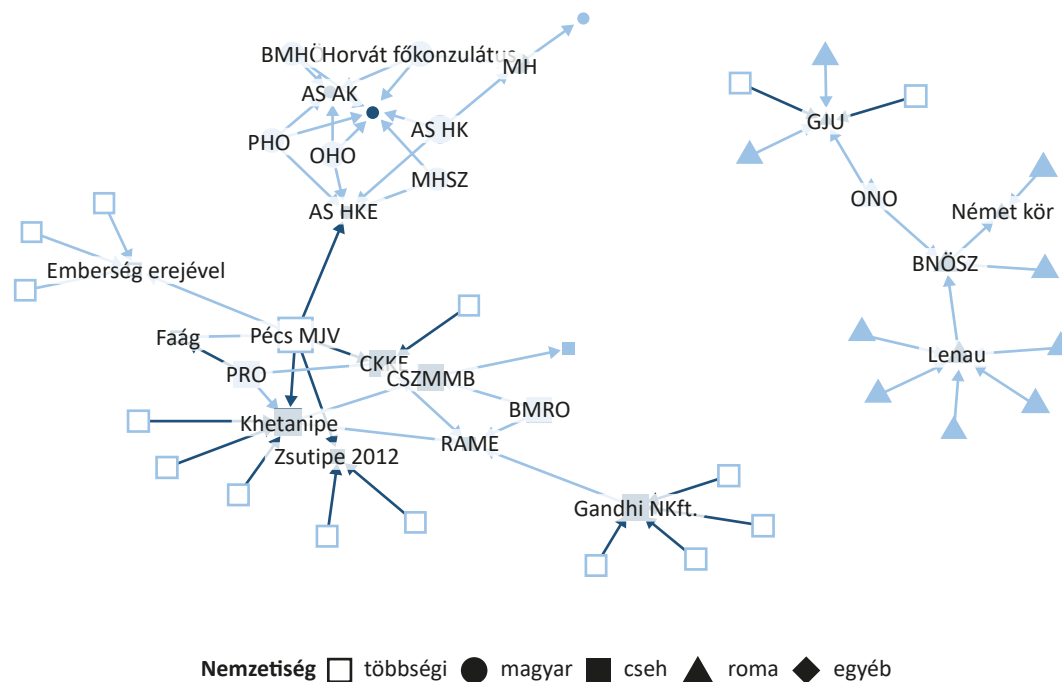 BMHÖ
Horvát főkonzulátus
MH
AS AK
GJU
PHO
OHO
AS HK
MHSZ
ONO
AS HKE
Német kör
Emberség erejével
BNÖSZ
Faág
Pécs MJV
Lenau
PRO
CKKE
CSZMMB
BMRO
Khetanipe
RAME
Zsutipe 2012
Gandhi NKft.
Nemzetiség többségi magyar cseh roma egyéb